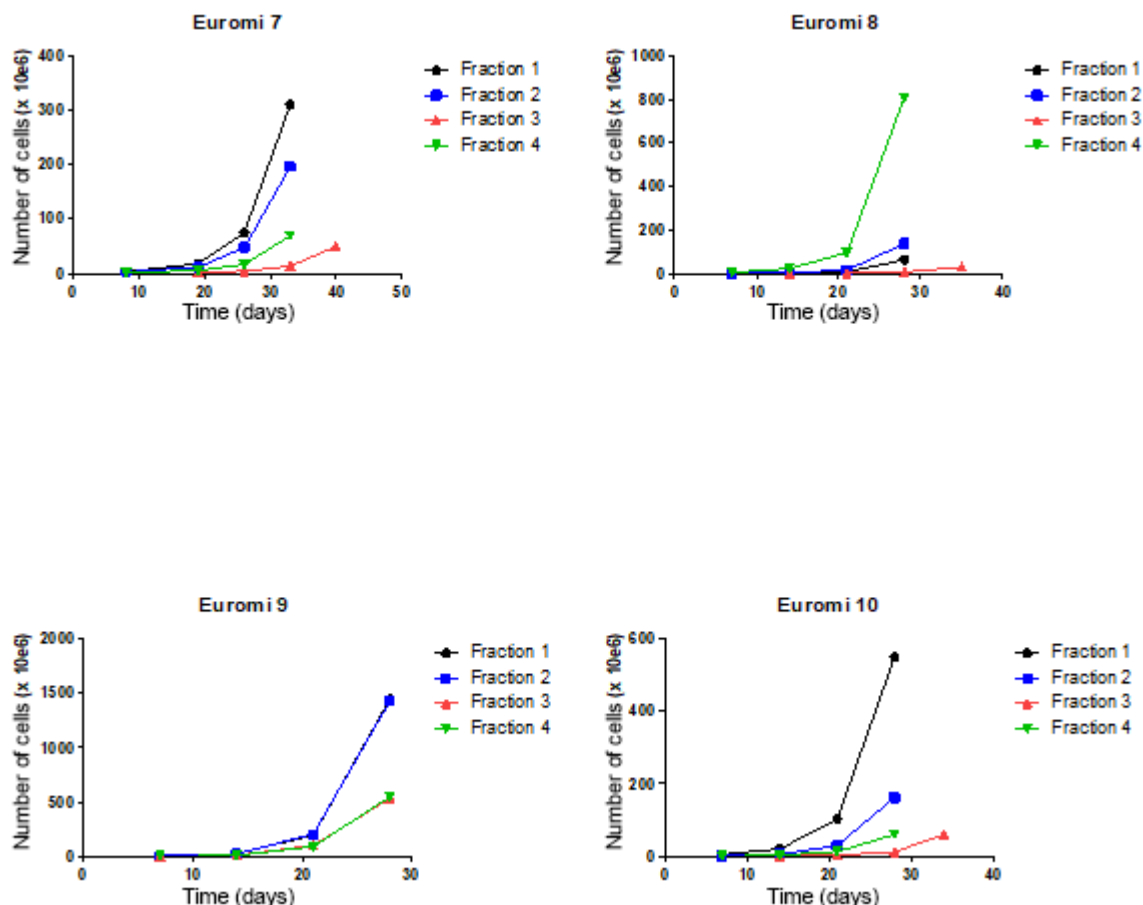 Euromi 7
Number of cells (x 10e6)
400
300
200
100
0
0 10 20 30 40 50
Time (days)
Fraction 1
Fraction 2
Fraction 3
Fraction 4
Euromi 8
Number of cells (x 10e6)
1000
800
600
400
200
0
0 10 20 30 40
Time (days)
Fraction 1
Fraction 2
Fraction 3
Fraction 4
Euromi 9
Number of cells (x 10e6)
2000
1500
1000
500
0
0 10 20 30
Time (days)
Fraction 1
Fraction 2
Fraction 3
Fraction 4
Euromi 10
Number of cells (x 10e6)
600
400
200
0
0 10 20 30 40
Time (days)
Fraction 1
Fraction 2
Fraction 3
Fraction 4